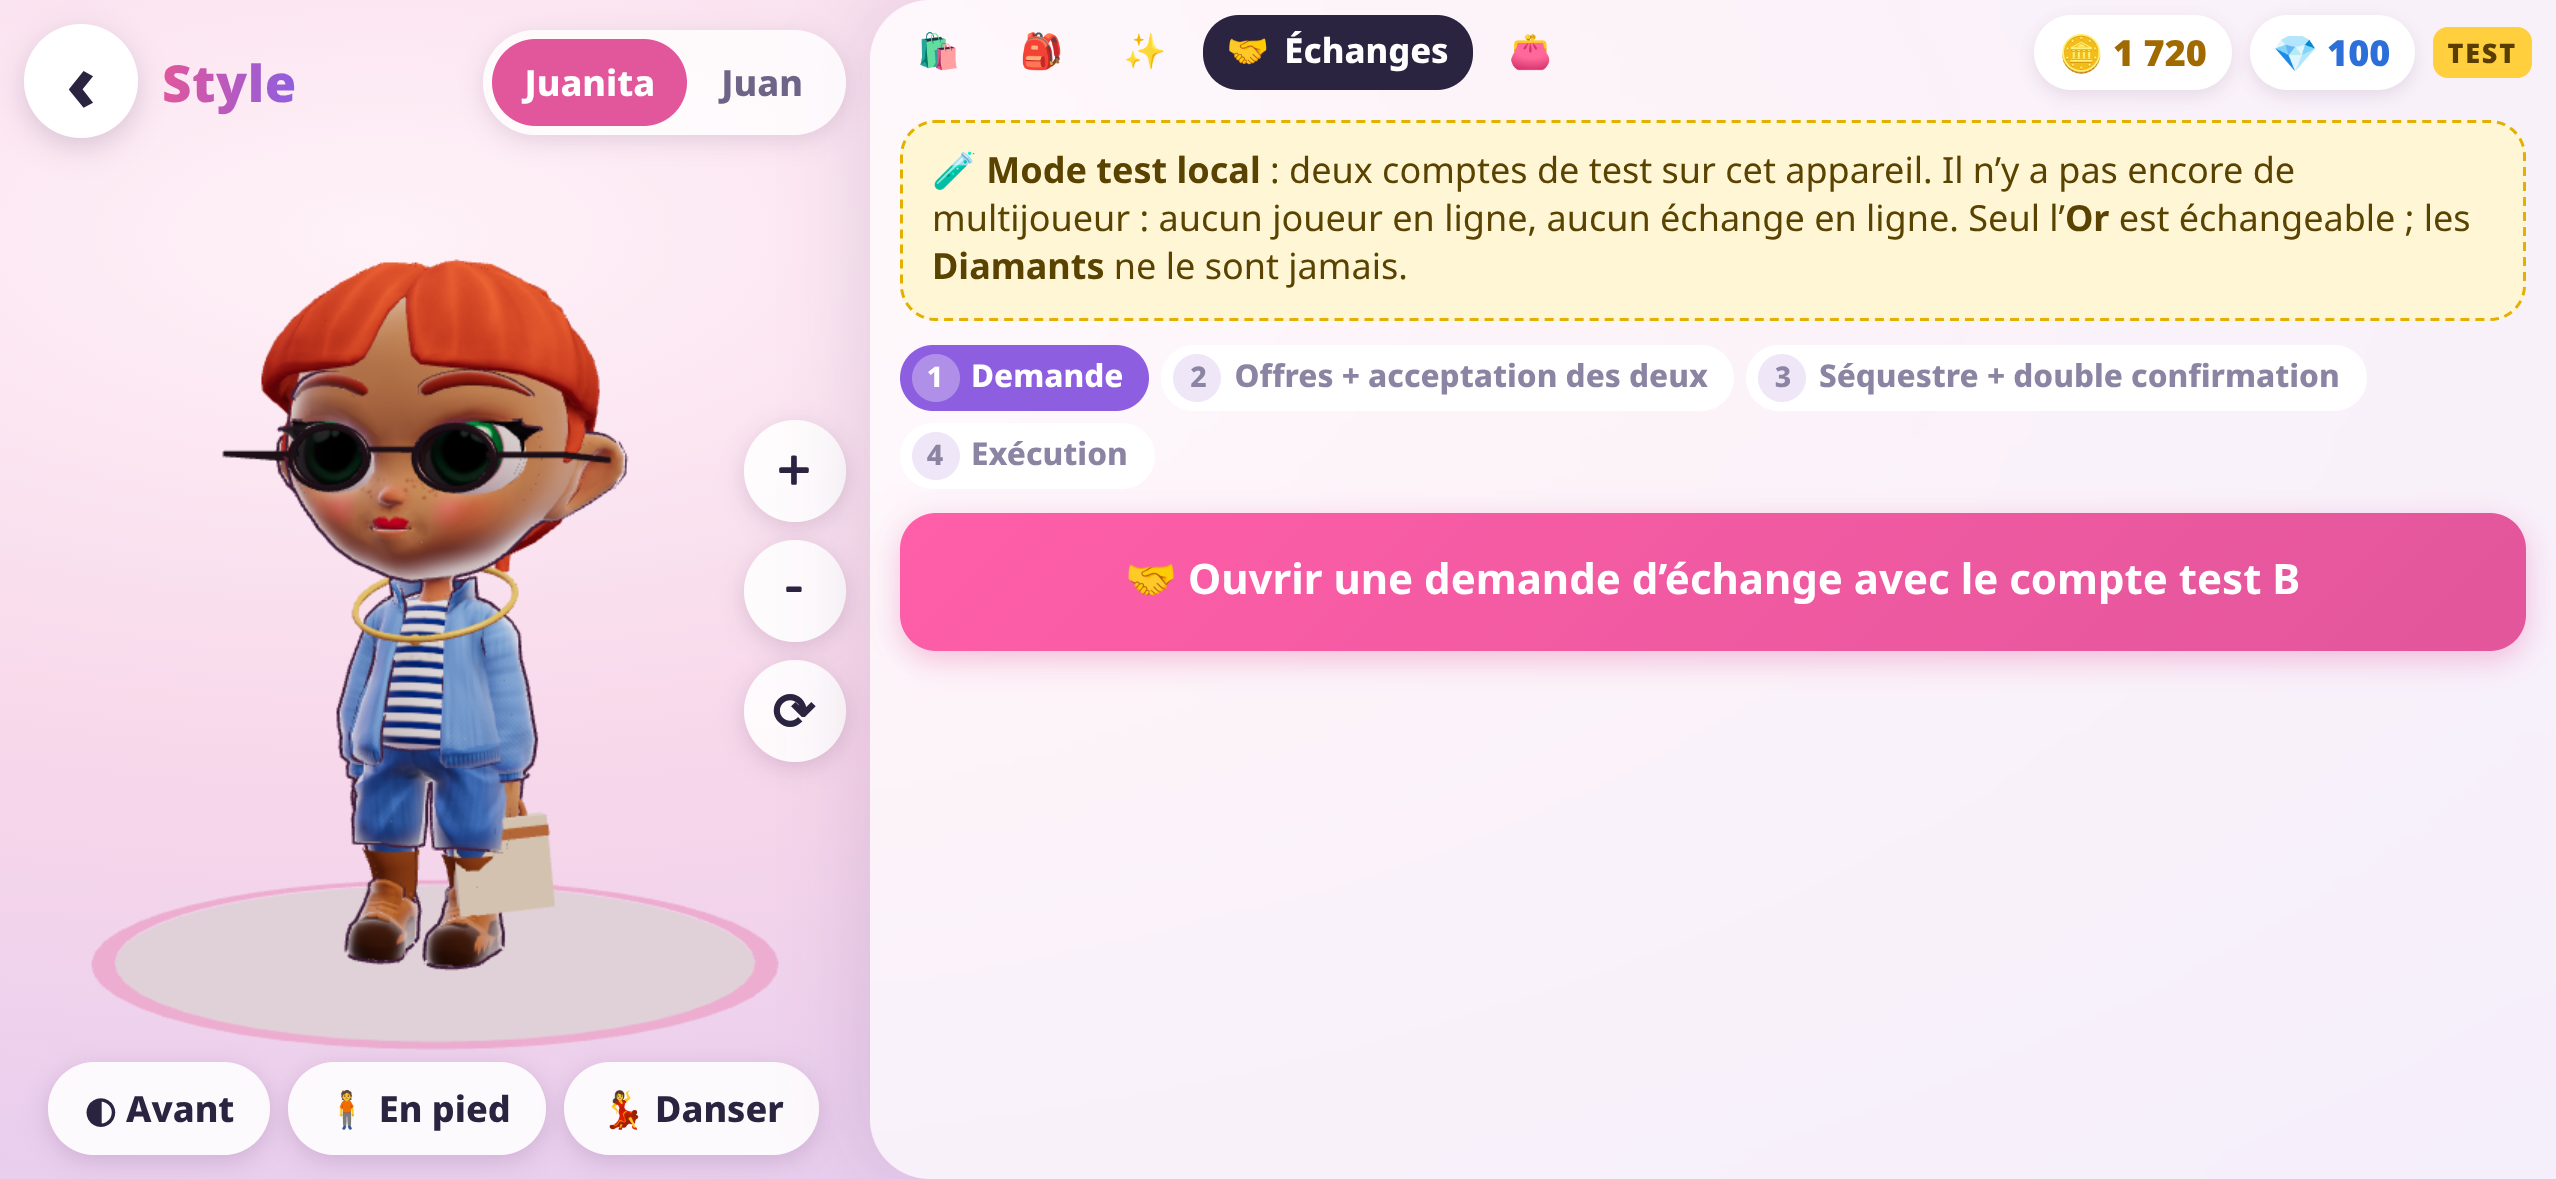 Style
Juanita
Juan
Échanges
1 720
100
TEST
Mode test local : deux comptes de test sur cet appareil. Il n’y a pas encore de
multijoueur : aucun joueur en ligne, aucun échange en ligne. Seul l’Or est échangeable ; les
Diamants ne le sont jamais.
1 Demande
2 Offres + acceptation des deux
3 Séquestre + double confirmation
4 Exécution
Ouvrir une demande d’échange avec le compte test B
+
-
Avant
En pied
Danser